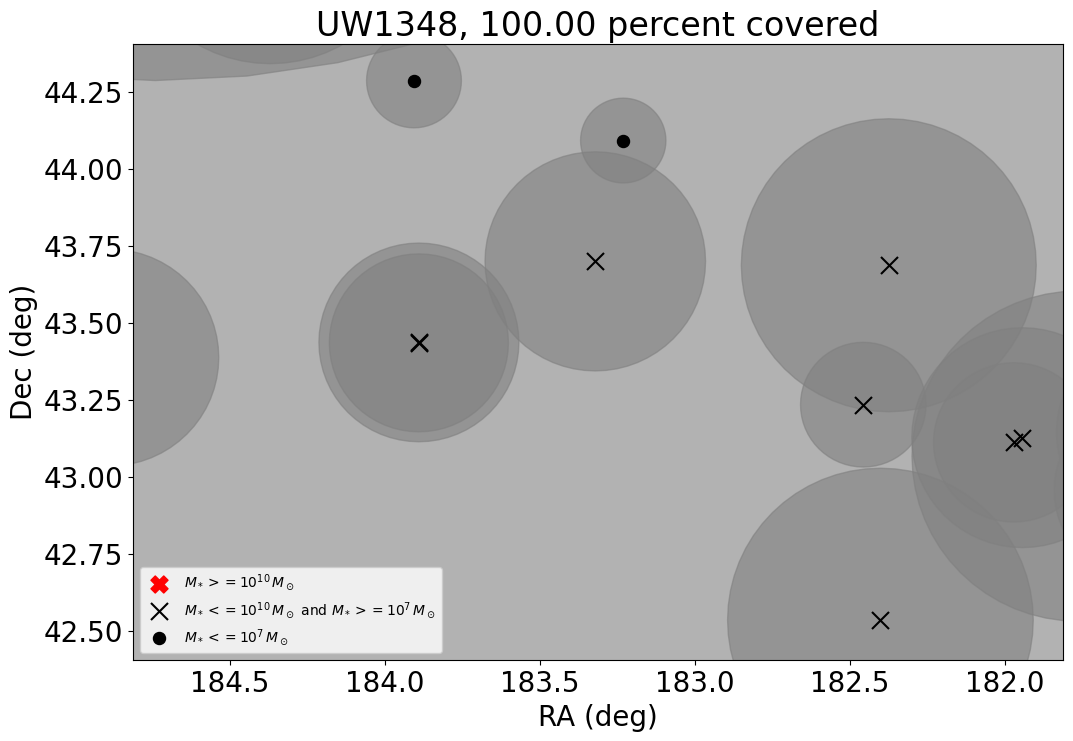 UW1348, 100.00 percent covered
Dec (deg)
44.25
44.00
43.75
43.50
43.25
43.00
42.75
42.50
M* >= 10^10 M⊙
M* <= 10^10 M⊙ and M* >= 10^7 M⊙
M* <= 10^7 M⊙
184.5 184.0 183.5 183.0 182.5 182.0
RA (deg)